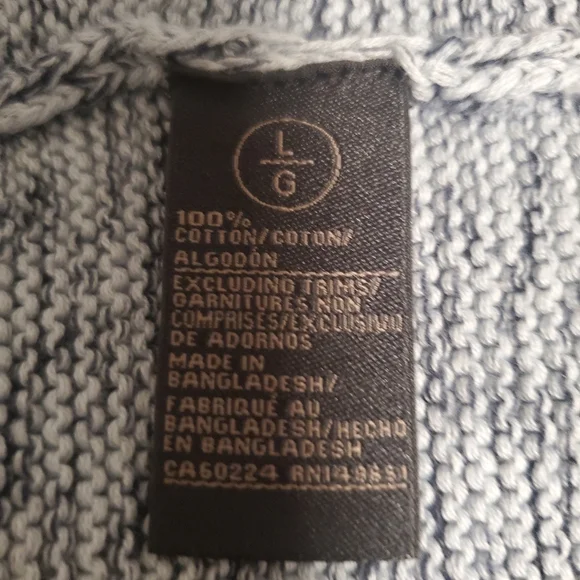 L
G
100%
COTTON/COTON/
ALGODÓN
EXCLUDING TRIMS/
GARNITURES NON
COMPRISES/EXCLUSIVO
DE ADORNOS
MADE IN
BANGLADESH/
FABRIQUÉ AU
BANGLADESH/HECHO
EN BANGLADESH
CA60224 RN149651